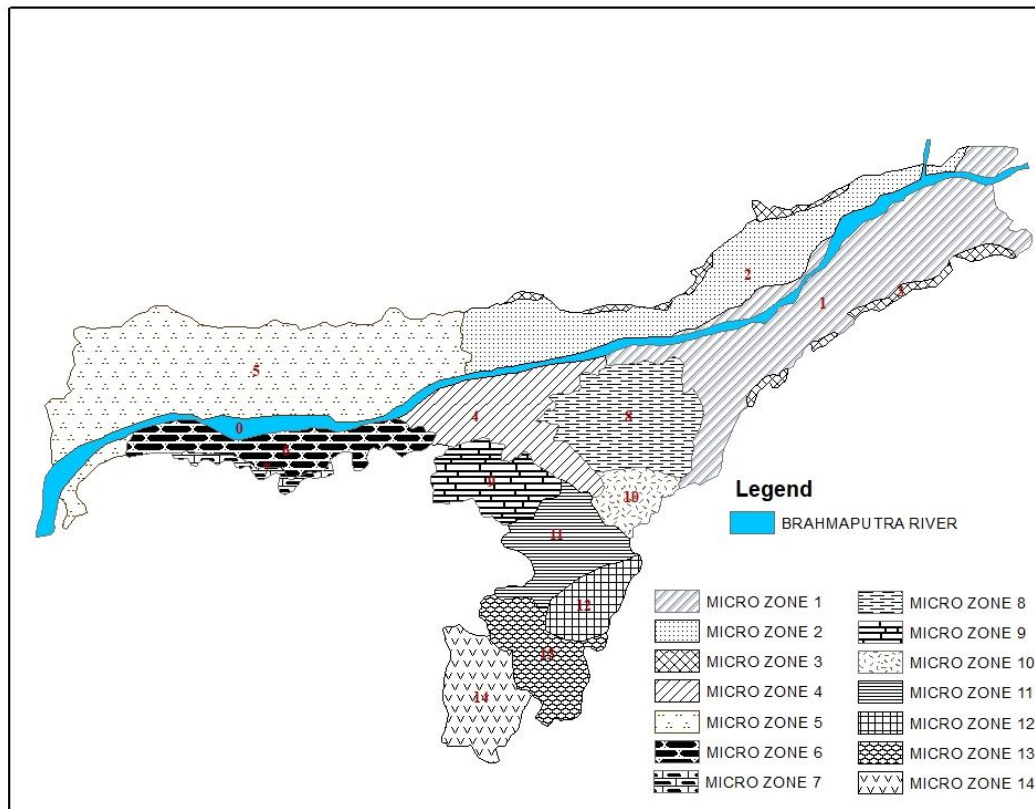 2
1
3
5
4
8
0
6
7
9
10
11
12
13
14
Legend
BRAHMAPUTRA RIVER
MICRO ZONE 1
MICRO ZONE 2
MICRO ZONE 3
MICRO ZONE 4
MICRO ZONE 5
MICRO ZONE 6
MICRO ZONE 7
MICRO ZONE 8
MICRO ZONE 9
MICRO ZONE 10
MICRO ZONE 11
MICRO ZONE 12
MICRO ZONE 13
MICRO ZONE 14